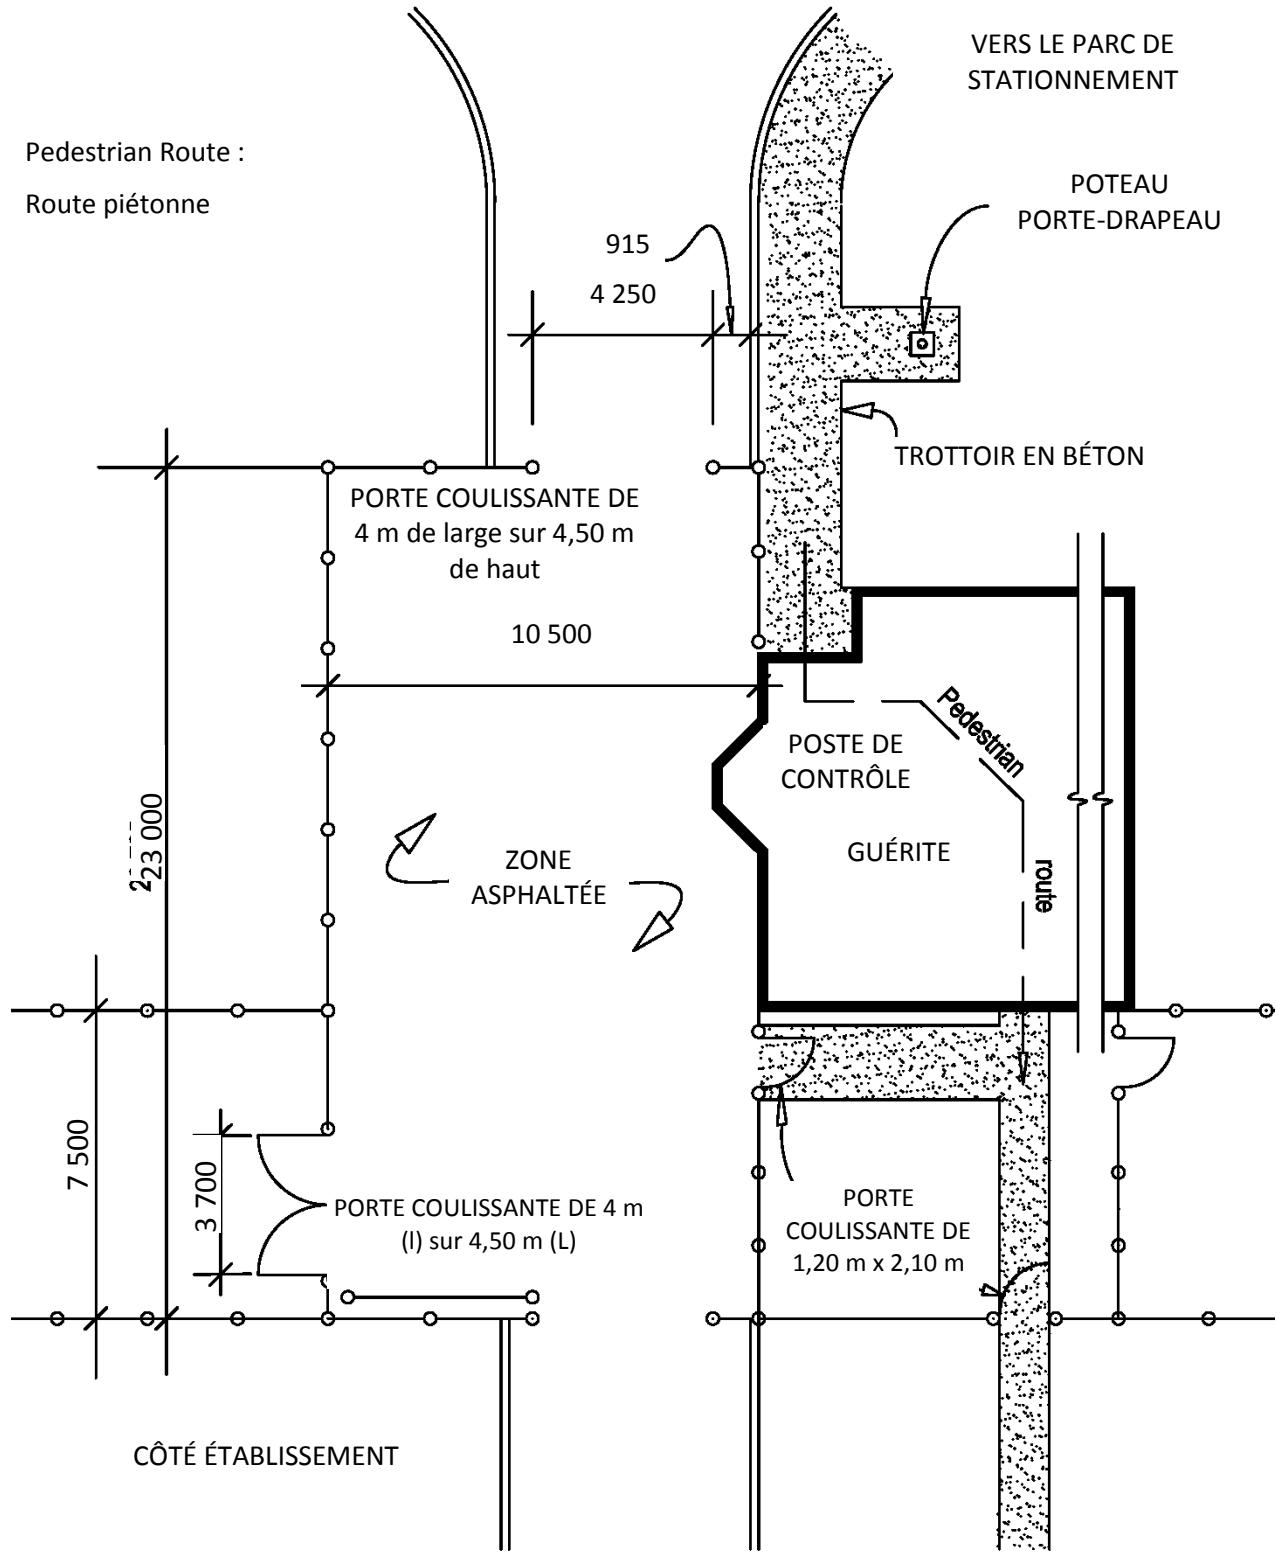 VERS LE PARC DE
STATIONNEMENT
Pedestrian Route :
Route piétonne
POTEAU
PORTE-DRAPEAU
915
4 250
TROTTOIR EN BÉTON
PORTE COULISSANTE DE
4 m de large sur 4,50 m
de haut
10 500
Pedestrian
route
POSTE DE
CONTRÔLE
GUÉRITE
23 000
ZONE
ASPHALTÉE
7 500
3 700
PORTE COULISSANTE DE 4 m
(l) sur 4,50 m (L)
PORTE
COULISSANTE DE
1,20 m x 2,10 m
CÔTÉ ÉTABLISSEMENT